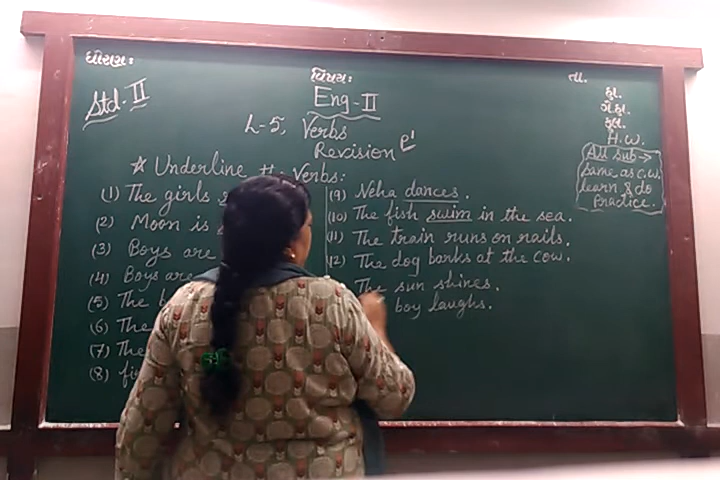 ધોરણ:
વિષય:
તા.
Std. II
Eng - II
હા.
ગેહા.
કુલ.
L-5, Verbs
Revision
H.W.
All sub →
Same as C.W.
learn & do
Practice.
* Underline the Verbs:
(1) The girls
(2) Moon is
(3) Boys are
(4) Boys are
(5) The
(6) The
(7) The
(8)
(9) Neha dances.
(10) The fish swim in the sea.
(11) The train runs on rails.
(12) The dog barks at the cow.
The sun shines.
boy laughs.